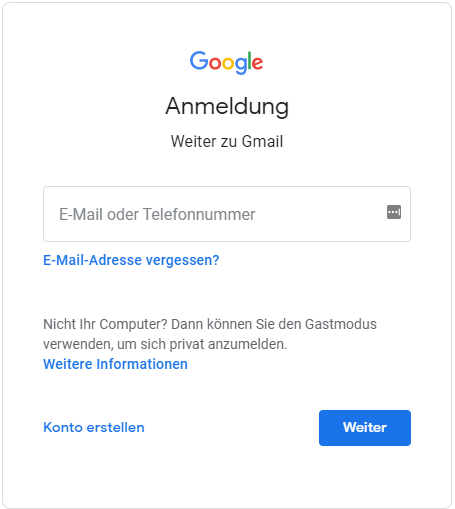 Google
Anmeldung
Weiter zu Gmail
E-Mail oder Telefonnummer
E-Mail-Adresse vergessen?
Nicht Ihr Computer? Dann können Sie den Gastmodus
verwenden, um sich privat anzumelden.
Weitere Informationen
Konto erstellen
Weiter